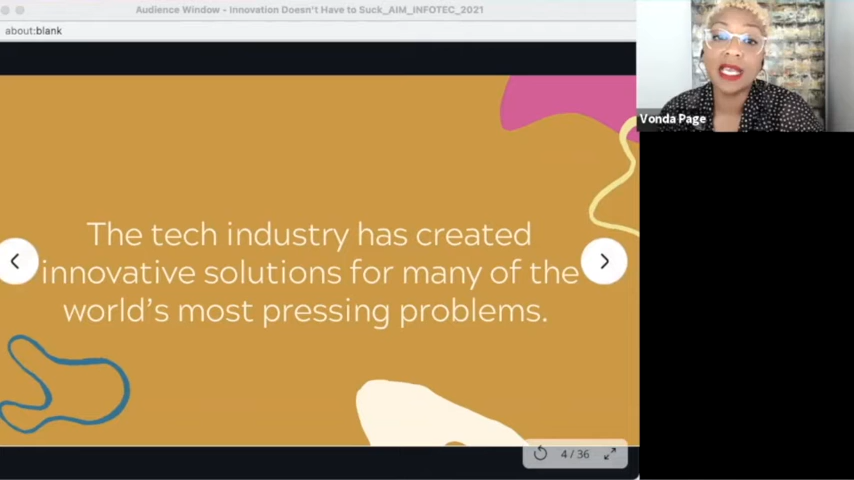 Audience Window - Innovation Doesn't Have to Suck_AIM_INFOTEC_2021
about:blank
Vonda Page
The tech industry has created
innovative solutions for many of the
world's most pressing problems.
4 / 36